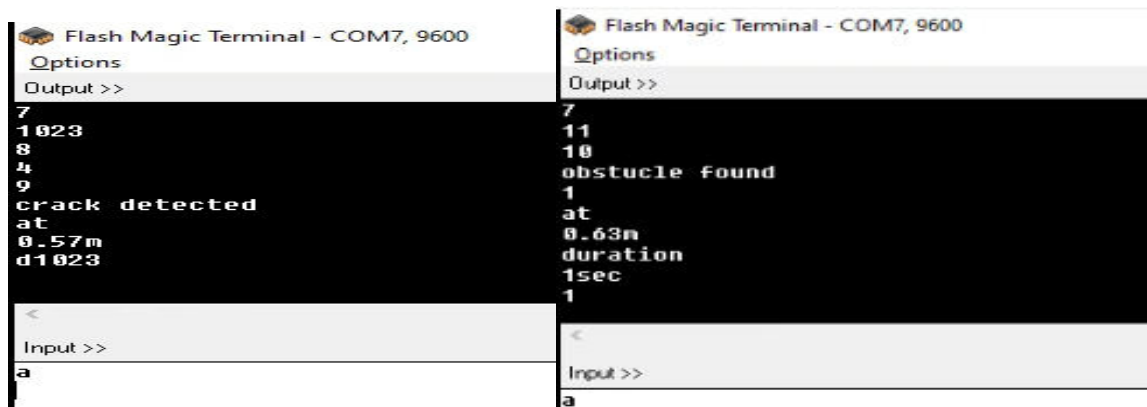 Flash Magic Terminal - COM7, 9600
Options
Output >>
7
1023
8
4
9
crack detected
at
0.57m
d1023
<
Input >>
a
Flash Magic Terminal - COM7, 9600
Options
Output >>
7
11
10
obstucle found
1
at
0.63m
duration
1sec
1
<
Input >>
a